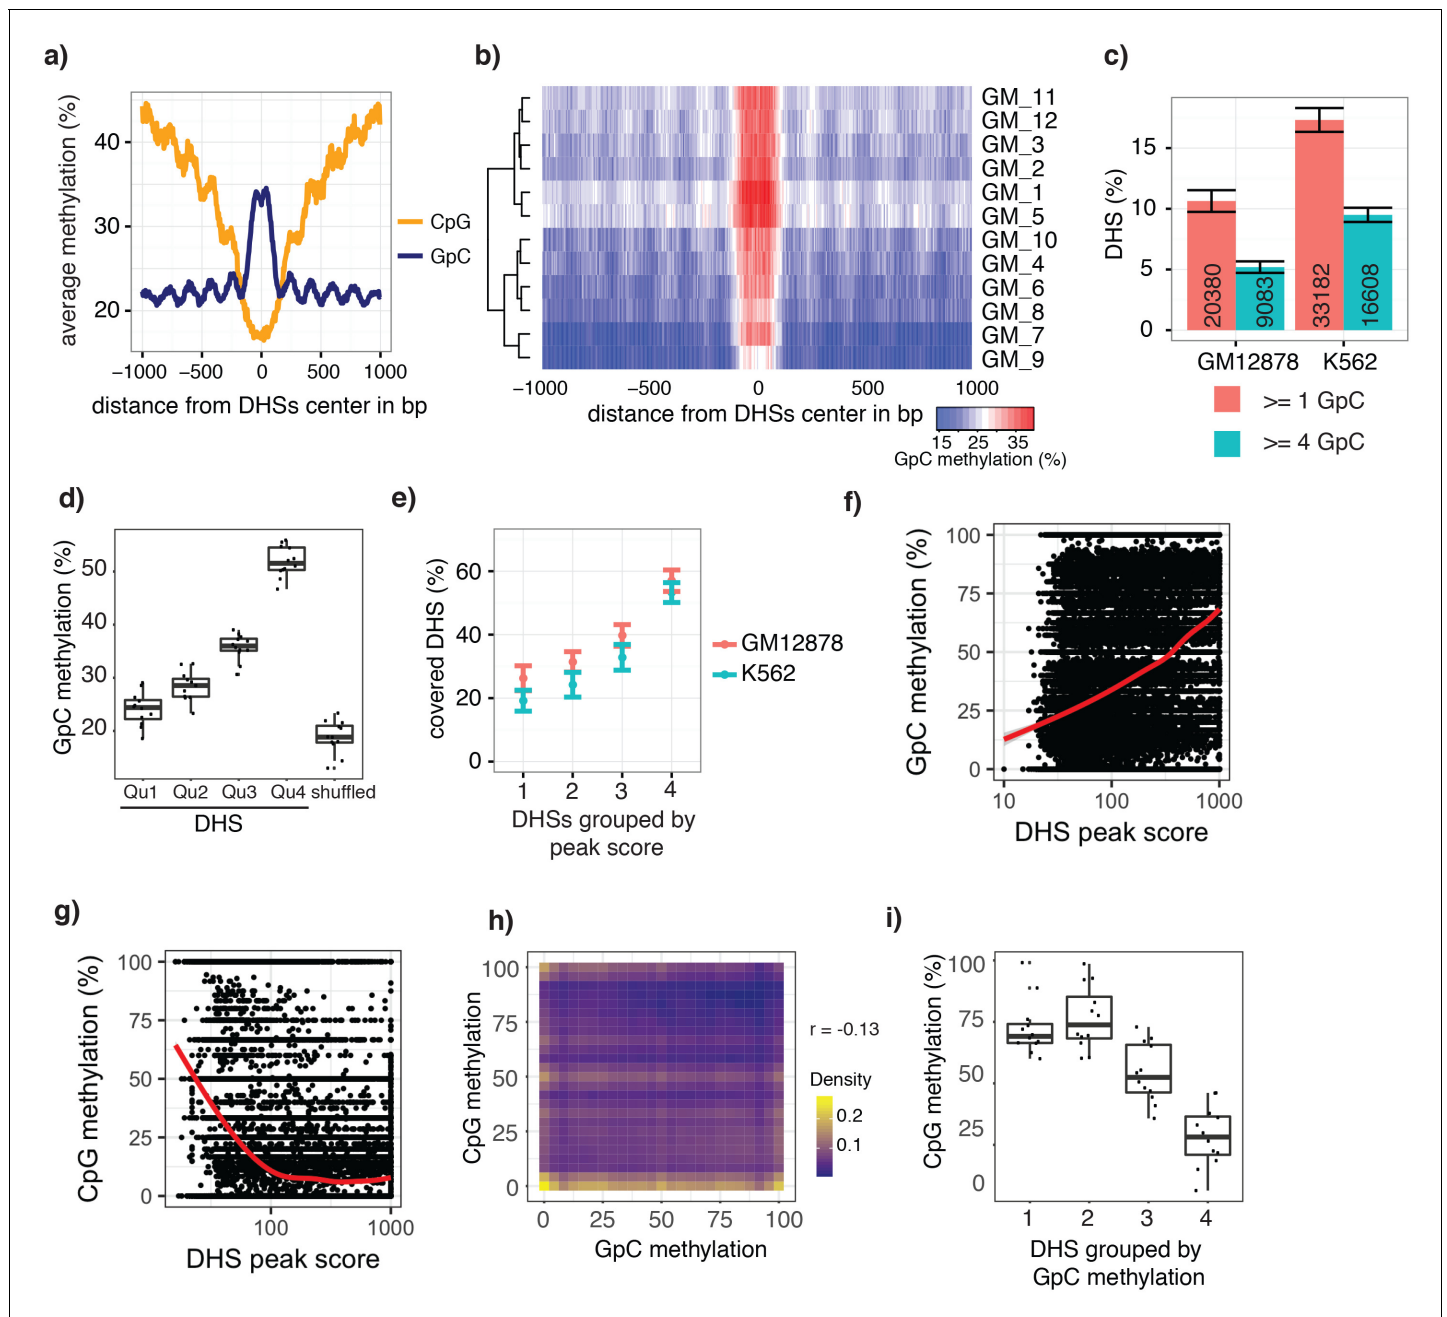 a)
average methylation (%)
40
30
20
−1000 −500 0 500 1000
distance from DHSs center in bp
CpG
GpC
b)
GM_11
GM_12
GM_3
GM_2
GM_1
GM_5
GM_10
GM_4
GM_6
GM_8
GM_7
GM_9
−1000 −500 0 500 1000
distance from DHSs center in bp
15 25 35
GpC methylation (%)
c)
DHS (%)
15
10
5
0
20380 9083 33182 16608
GM12878 K562
>= 1 GpC
>= 4 GpC
d)
GpC methylation (%)
50
40
30
20
Qu1 Qu2 Qu3 Qu4 shuffled
DHS
e)
covered DHS (%)
60
40
20
0
1 2 3 4
DHSs grouped by
peak score
GM12878
K562
f)
GpC methylation (%)
100
75
50
25
0
10 100 1000
DHS peak score
g)
CpG methylation (%)
100
75
50
25
0
100 1000
DHS peak score
h)
CpG methylation
100
75
50
25
0
0 25 50 75 100
GpC methylation
r = -0.13
Density
0.2
0.1
i)
CpG methylation (%)
100
75
50
25
0
1 2 3 4
DHS grouped by
GpC methylation